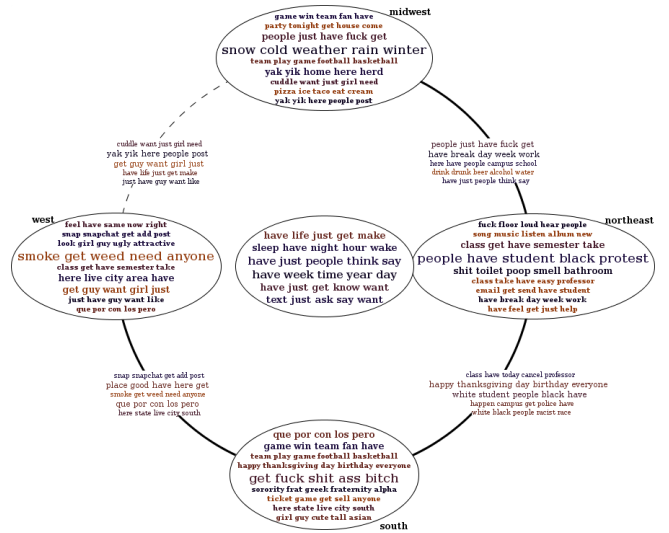 midwest
game win team fan have
party tonight get house come
people just have fuck get
snow cold weather rain winter
team play game football basketball
yak yik home here herd
cuddle want just girl need
pizza ice taco eat cream
yak yik here people post
cuddle want just girl need
yak yik here people post
get guy want girl just
have life just get make
just have guy want like
people just have fuck get
have break day week work
here have people campus school
drink drunk beer alcohol water
have just people think say
west
feel have same now right
snap snapchat get add post
look girl guy ugly attractive
smoke get weed need anyone
class get have semester take
here live city area have
get guy want girl just
just have guy want like
que por con los pero
have life just get make
sleep have night hour wake
have just people think say
have week time year day
have just get know want
text just ask say want
northeast
fuck floor loud hear people
song music listen album new
class get have semester take
people have student black protest
shit toilet poop smell bathroom
class take have easy professor
email get send have student
have break day week work
have feel get just help
snap snapchat get add post
place good have here get
smoke get weed need anyone
que por con los pero
here state live city south
class have today cancel professor
happy thanksgiving day birthday everyone
white student people black have
happen campus get police have
white black people racist race
que por con los pero
game win team fan have
team play game football basketball
happy thanksgiving day birthday everyone
get fuck shit ass bitch
sorority frat greek fraternity alpha
ticket game get sell anyone
here state live city south
girl guy cute tall asian
south